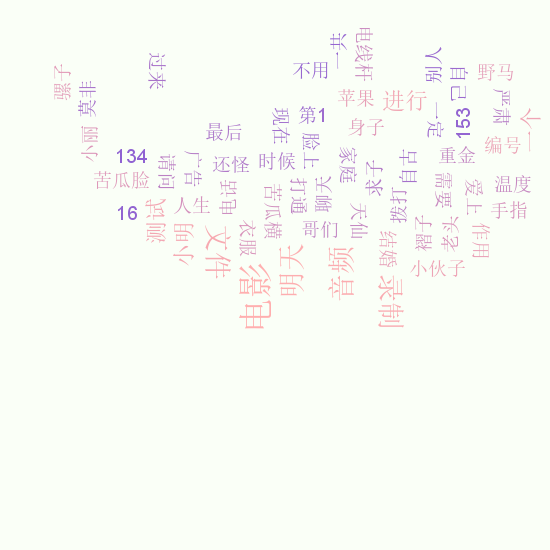 电线杆
一共
过来
别人
不用
骡子
野马
自己
莫非
苹果
进行
严肃
第1
一个
现在
一定
153
身子
最后
小丽
脸上
编号
134
请问
广告
还怪
时候
家庭
求子
自古
重金
苦瓜脸
电话
打通
聊天
需要
爱上
温度
拨打
16
测试
人生
苦瓜横
天仙
手指
小明
文件
衣服
哥们
褶子
老头
作用
结婚
电影
明天
音频
录制
小伙子